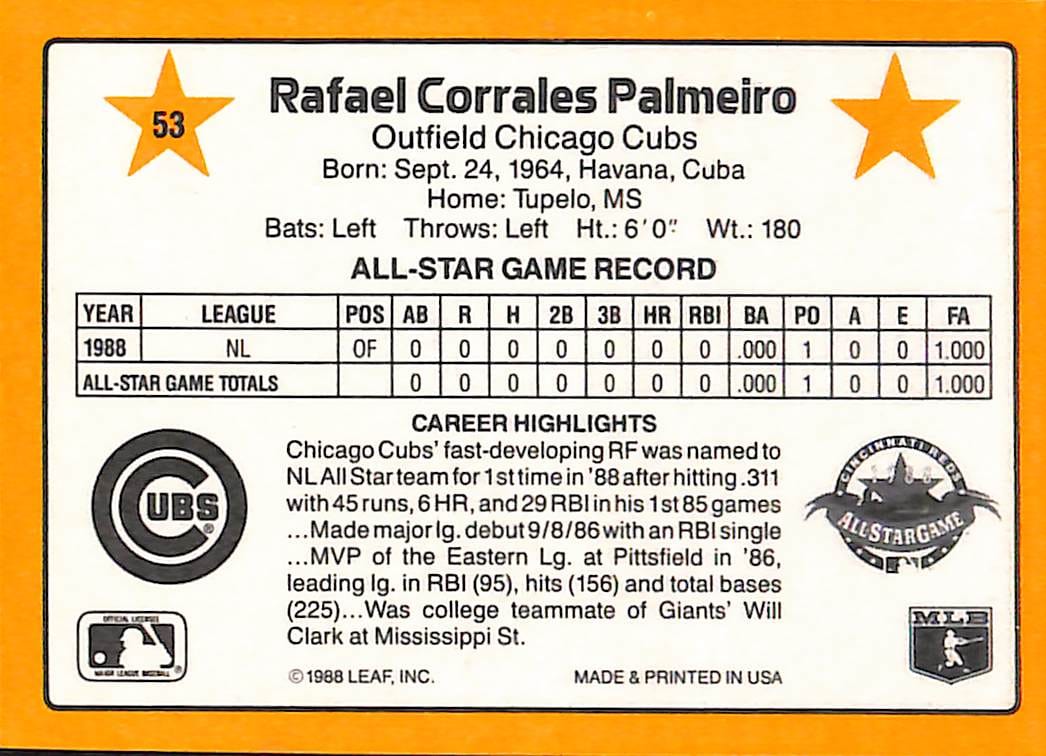 53
Rafael Corrales Palmeiro
Outfield Chicago Cubs
Born: Sept. 24, 1964, Havana, Cuba
Home: Tupelo, MS
Bats: Left Throws: Left Ht.: 6'0" Wt.: 180
ALL-STAR GAME RECORD
YEAR LEAGUE POS AB R H 2B 3B HR RBI BA PO A E FA
1988 NL OF 0 0 0 0 0 0 0 .000 1 0 0 1.000
ALL-STAR GAME TOTALS 0 0 0 0 0 0 0 .000 1 0 0 1.000
CAREER HIGHLIGHTS
Chicago Cubs' fast-developing RF was named to
NL All Star team for 1st time in '88 after hitting .311
with 45 runs, 6 HR, and 29 RBI in his 1st 85 games
...Made major lg. debut 9/8/86 with an RBI single
...MVP of the Eastern Lg. at Pittsfield in '86,
leading lg. in RBI (95), hits (156) and total bases
(225)...Was college teammate of Giants' Will
Clark at Mississippi St.
CUBS ®
CINCINNATI REDS
1988
ALL STAR GAME
OFFICIAL LICENSEE
MAJOR LEAGUE BASEBALL
MLB
©1988 LEAF, INC. MADE & PRINTED IN USA